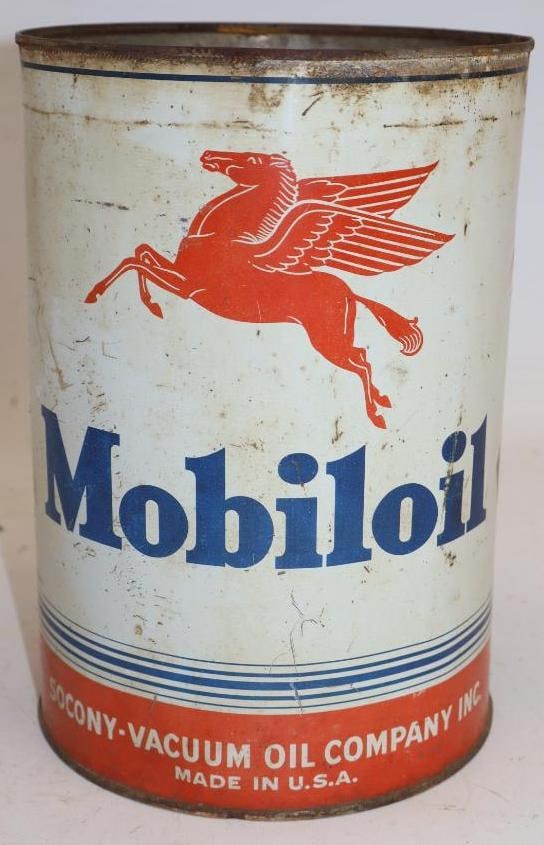 Mobiloil
SOCONY-VACUUM OIL COMPANY INC.
MADE IN U.S.A.